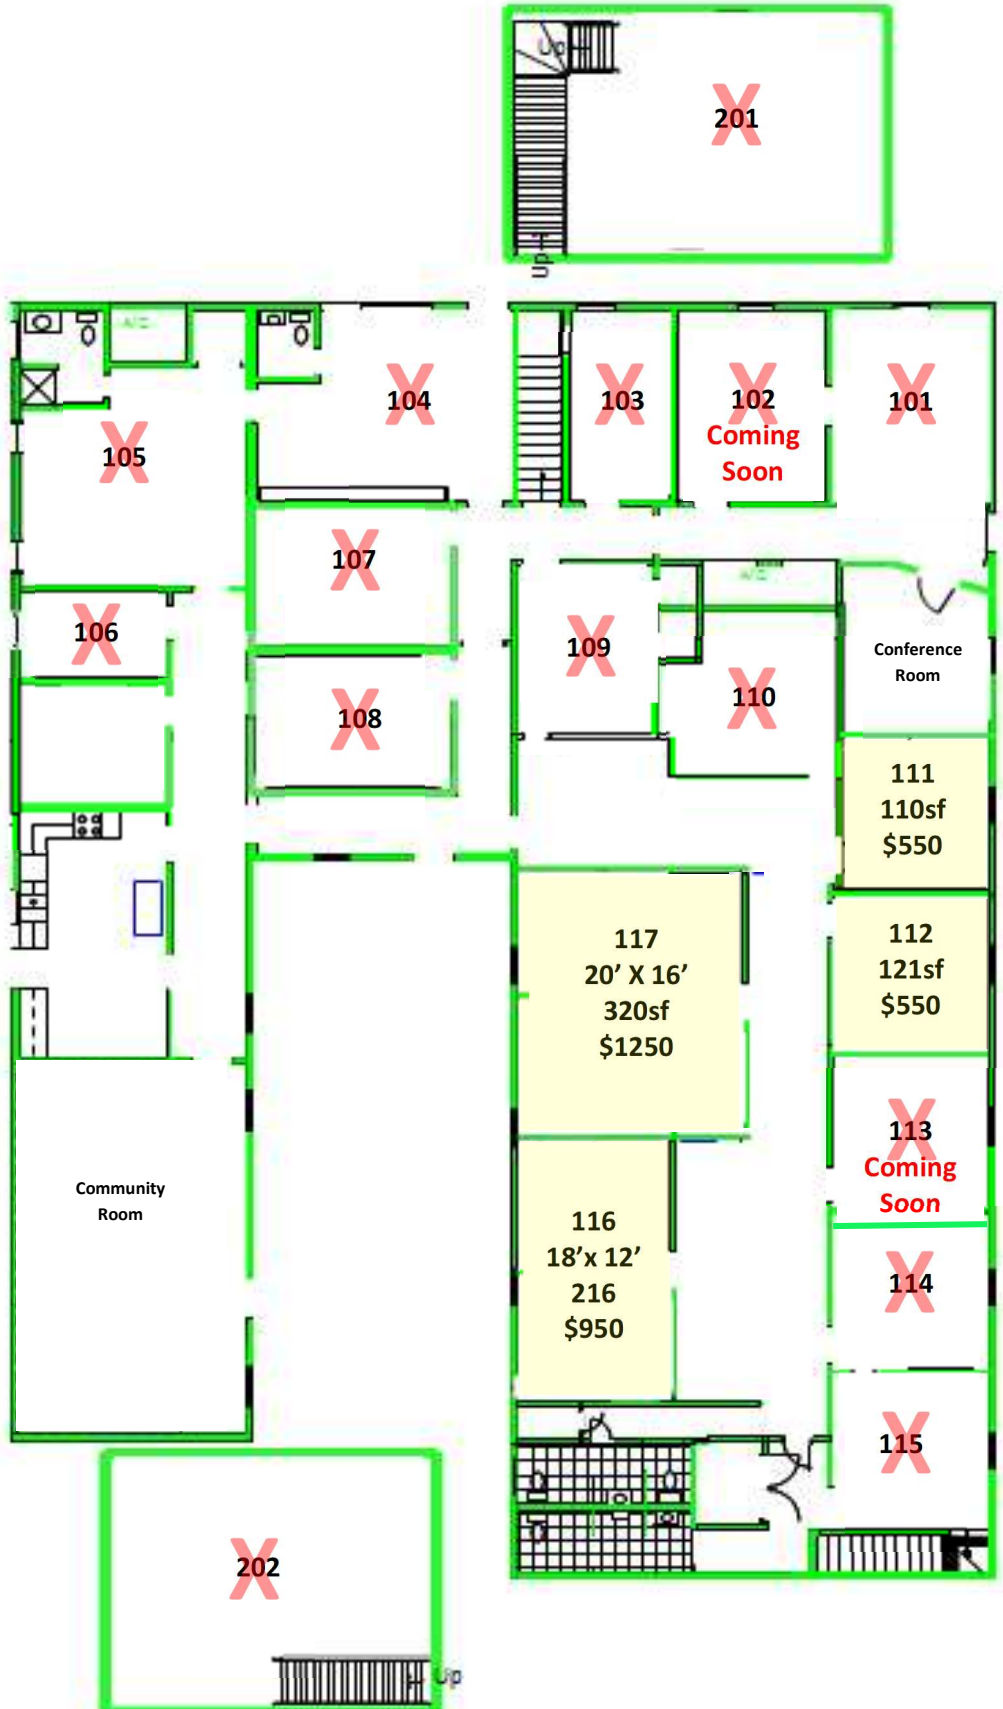 Up
201
Up
A/C
104
103
102
Coming
Soon
101
105
107
A/C
106
109
Conference
Room
110
108
111
110sf
$550
112
121sf
$550
117
20’ X 16’
320sf
$1250
113
Coming
Soon
Community
Room
116
18’x 12’
216
$950
114
115
202
Up